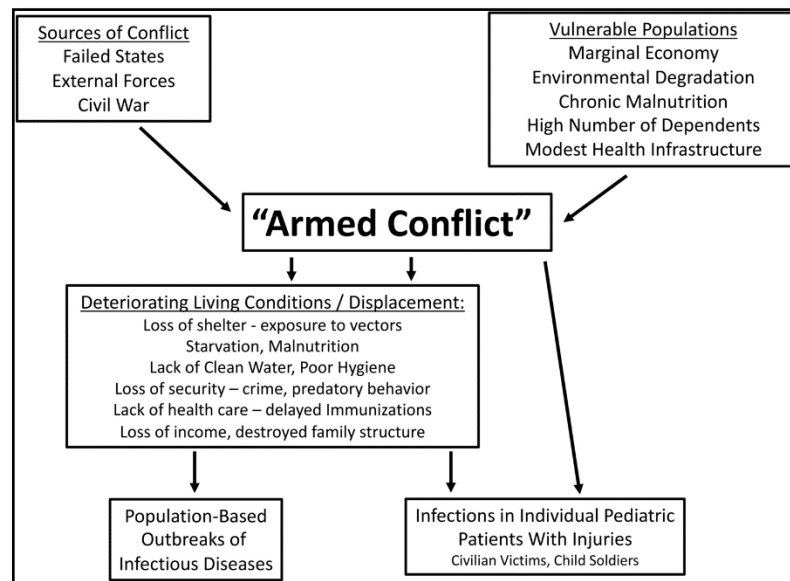 Sources of Conflict
Failed States
External Forces
Civil War
Vulnerable Populations
Marginal Economy
Environmental Degradation
Chronic Malnutrition
High Number of Dependents
Modest Health Infrastructure
“Armed Conflict”
Deteriorating Living Conditions / Displacement:
Loss of shelter - exposure to vectors
Starvation, Malnutrition
Lack of Clean Water, Poor Hygiene
Loss of security – crime, predatory behavior
Lack of health care – delayed Immunizations
Loss of income, destroyed family structure
Population-Based
Outbreaks of
Infectious Diseases
Infections in Individual Pediatric
Patients With Injuries
Civilian Victims, Child Soldiers